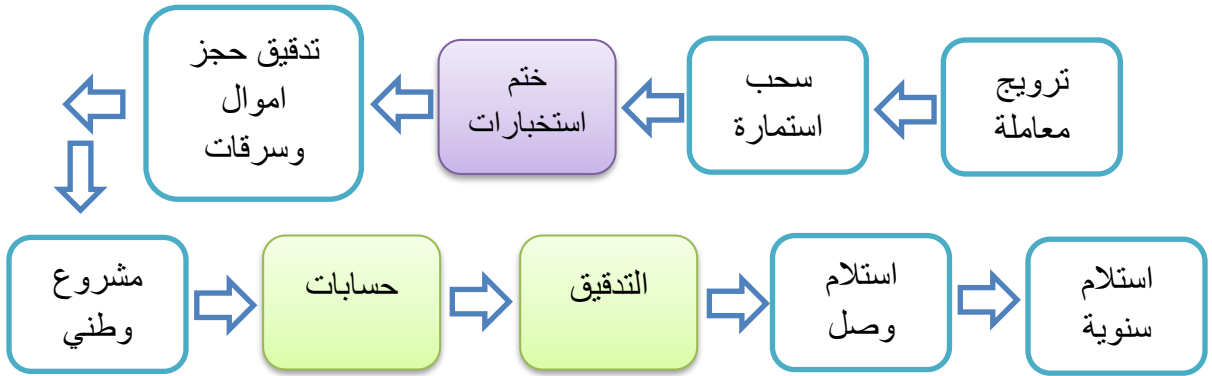 ترويج
معاملة
سحب
استمارة
ختم
استخبارات
تدقيق حجز
اموال
وسرقات
مشروع
وطني
حسابات
التدقيق
استلام
وصل
استلام
سنوية